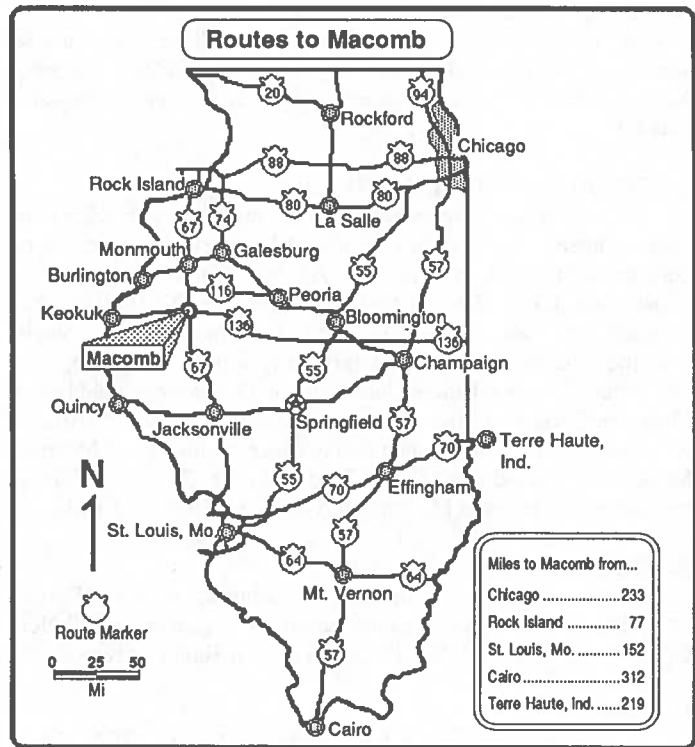 Routes to Macomb
20
94
Rockford
Chicago
88
88
Rock Island
80
80
La Salle
67
74
Monmouth
Galesburg
55
57
Burlington
116
Peoria
Keokuk
136
Bloomington
136
Macomb
67
55
Champaign
Quincy
Jacksonville
Springfield
57
70
Terre Haute,
Ind.
N
55
70
Effingham
St. Louis, Mo.
57
64
64
Mt. Vernon
Route Marker
57
0 25 50
Mi
Cairo
Miles to Macomb from...
Chicago ......................233
Rock Island ................. 77
St. Louis, Mo. ............152
Cairo ..........................312
Terre Haute, Ind. ......219